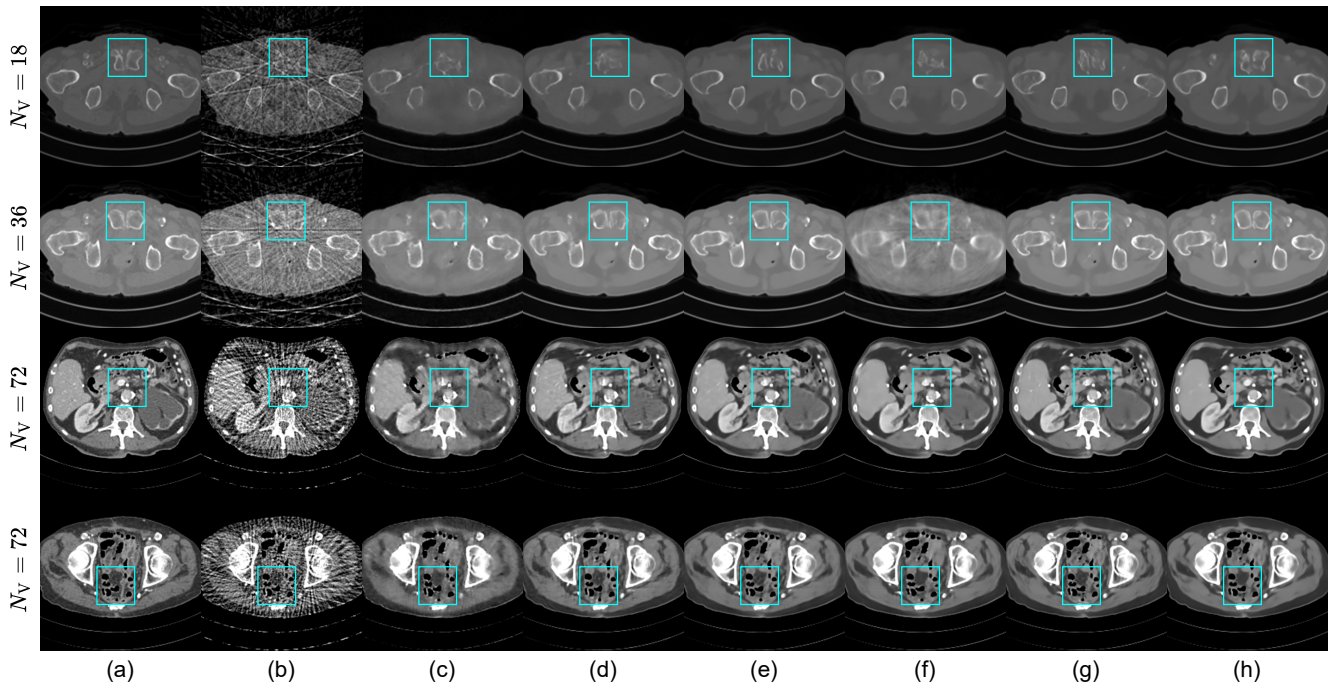 N_V = 18
N_V = 36
N_V = 72
N_V = 72
(a) (b) (c) (d) (e) (f) (g) (h)